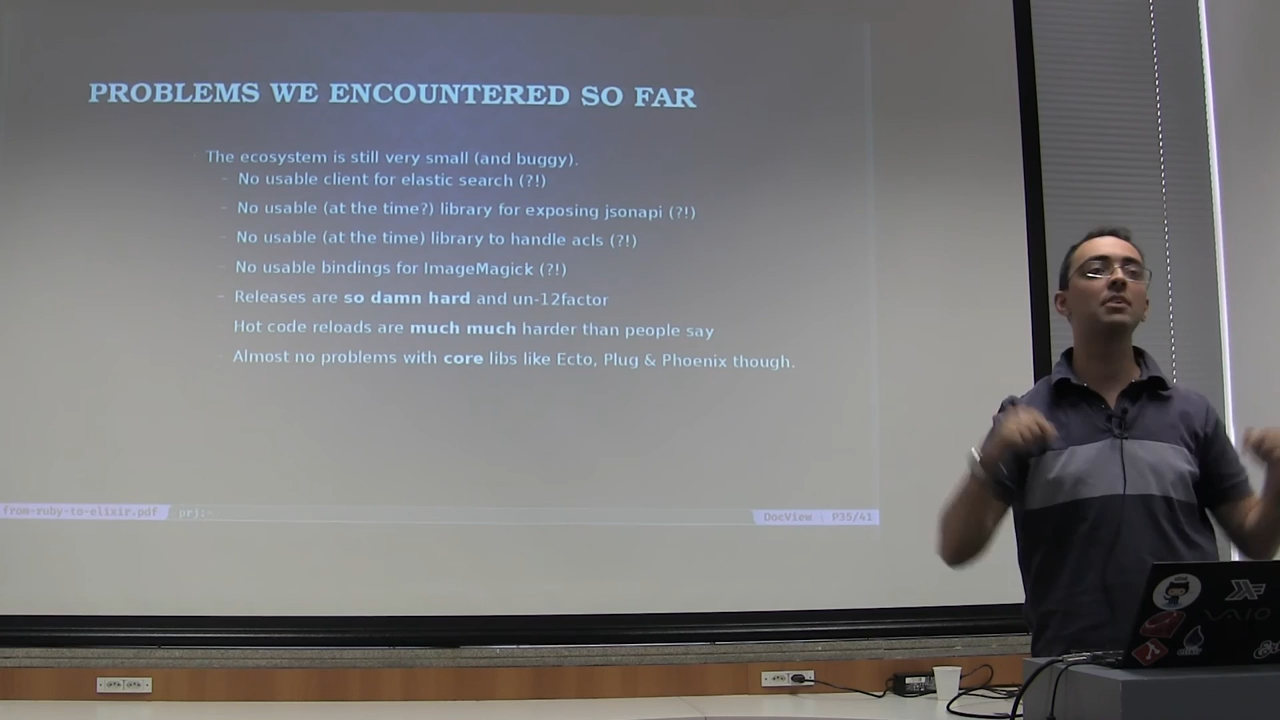 PROBLEMS WE ENCOUNTERED SO FAR
The ecosystem is still very small (and buggy).
– No usable client for elastic search (?!)
– No usable (at the time?) library for exposing jsonapi (?!)
– No usable (at the time) library to handle acls (?!)
– No usable bindings for ImageMagick (?!)
– Releases are so damn hard and un-12factor
Hot code reloads are much much harder than people say
– Almost no problems with core libs like Ecto, Plug & Phoenix though.
from-ruby-to-elixir.pdf prj:- DocView P35/41
VAIO